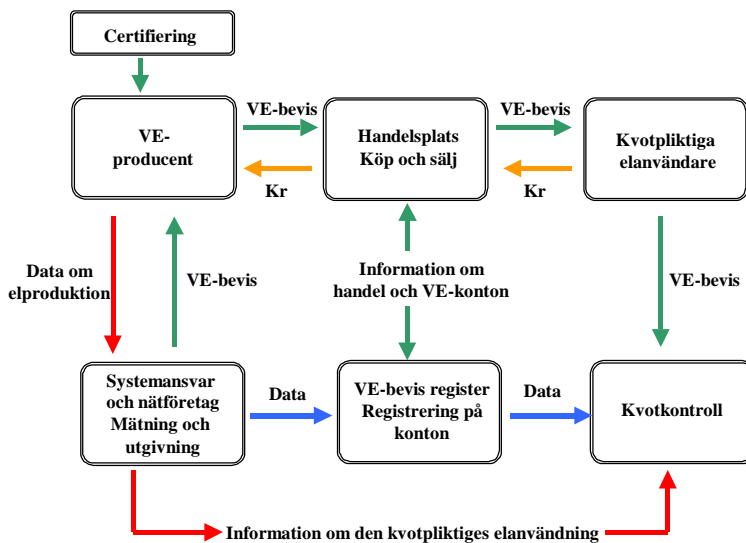 Certifiering
VE-bevis
VE-bevis
VE-
producent
Handelsplats
Köp och sälj
Kvotpliktiga
elanvändare
Kr
Kr
Data om
elproduktion
VE-bevis
Information om
handel och VE-konton
VE-bevis
Systemansvar
och nätföretag
Mätning och
utgivning
Data
VE-bevis register
Registrering på
konton
Data
Kvotkontroll
Information om den kvotpliktiges elanvändning